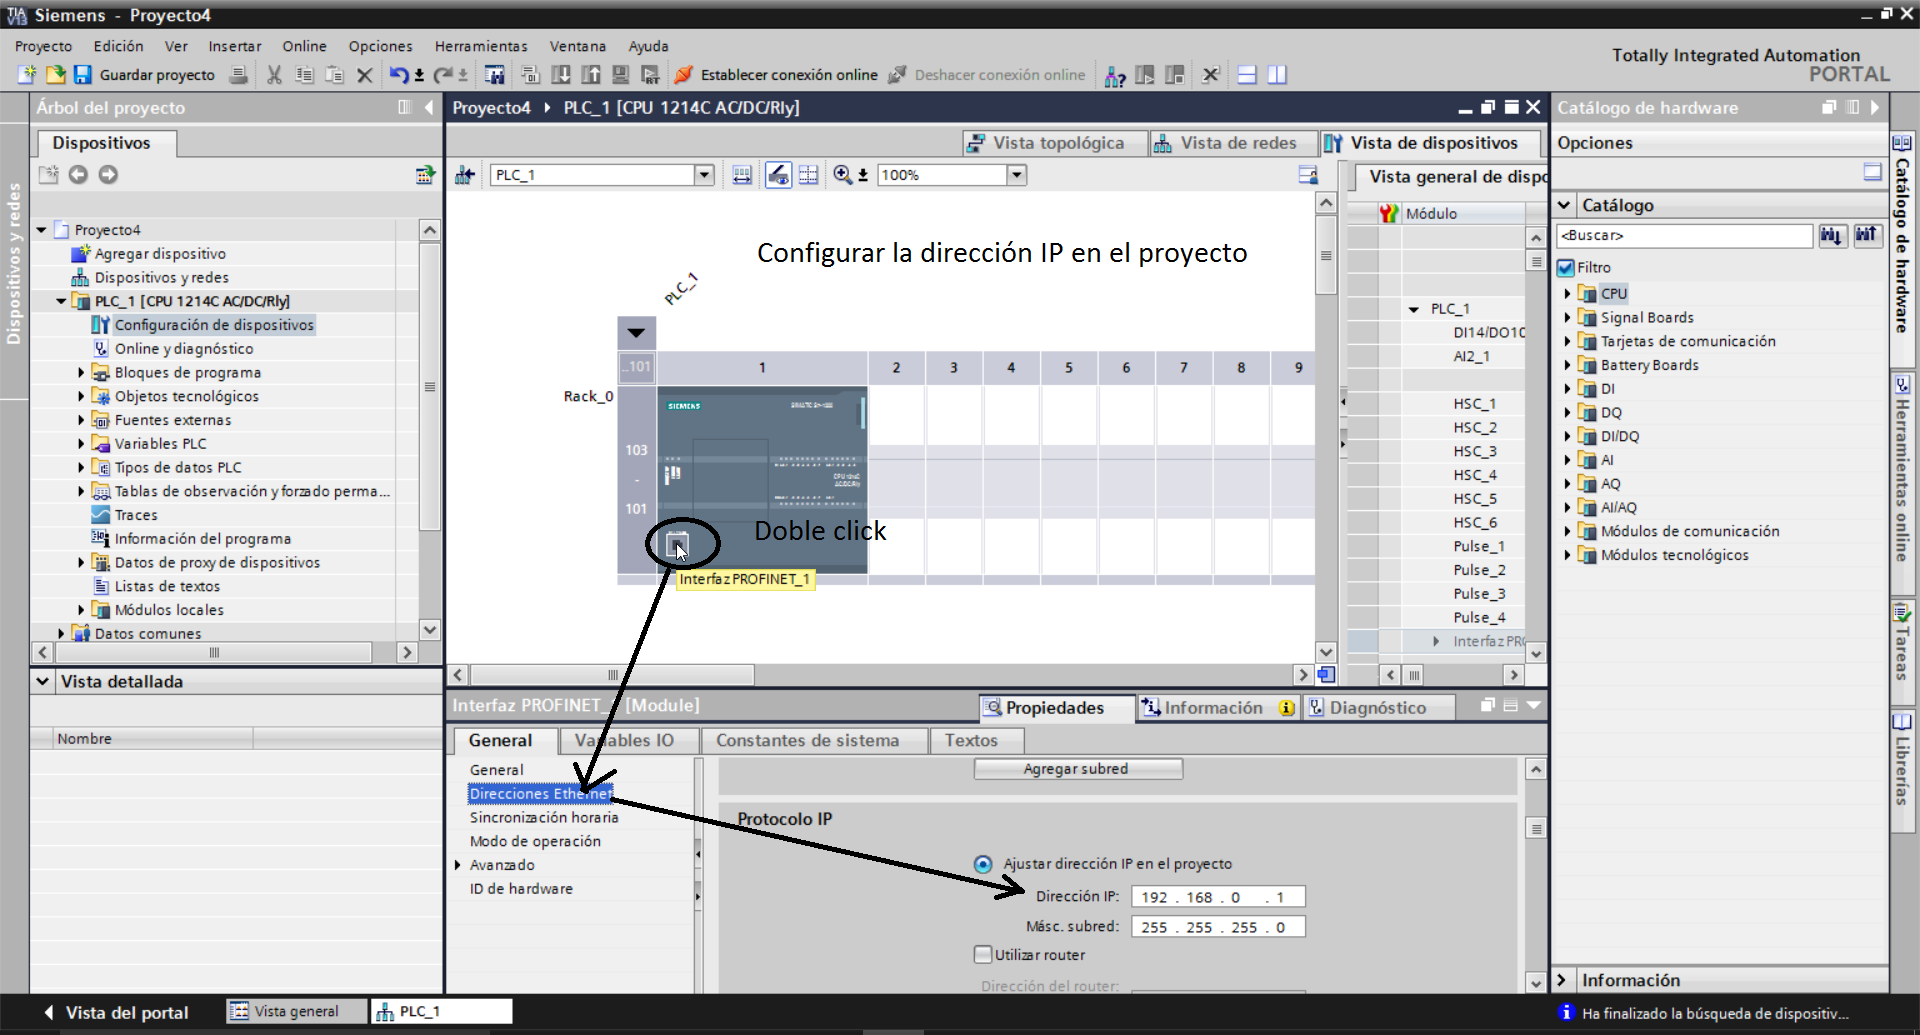 Siemens - Proyecto4
Proyecto Edición Ver Insertar Online Opciones Herramientas Ventana Ayuda
Totally Integrated Automation
PORTAL
Guardar proyecto
Establecer conexión online
Deshacer conexión online
Árbol del proyecto
Dispositivos
Dispositivos y redes
Proyecto4
Agregar dispositivo
Dispositivos y redes
PLC_1 [CPU 1214C AC/DC/Rly]
Configuración de dispositivos
Online y diagnóstico
Bloques de programa
Objetos tecnológicos
Fuentes externas
Variables PLC
Tipos de datos PLC
Tablas de observación y forzado perma...
Traces
Información del programa
Datos de proxy de dispositivos
Listas de textos
Módulos locales
Datos comunes
Vista detallada
Nombre
Proyecto4 PLC_1 [CPU 1214C AC/DC/Rly]
Vista topológica
Vista de redes
Vista de dispositivos
PLC_1
100%
Configurar la dirección IP en el proyecto
PLC_1
..101 1 2 3 4 5 6 7 8 9
Rack_0
103
-
101
SIEMENS
Doble click
Interfaz PROFINET_1
Vista general de dispo
Módulo
PLC_1
DI14/DO10
AI2_1
HSC_1
HSC_2
HSC_3
HSC_4
HSC_5
HSC_6
Pulse_1
Pulse_2
Pulse_3
Pulse_4
Interfaz PRO
Interfaz PROFINET_ [Module]
Propiedades
Información
Diagnóstico
General
Variables IO
Constantes de sistema
Textos
General
Direcciones Ethernet
Sincronización horaria
Modo de operación
Avanzado
ID de hardware
Agregar subred
Protocolo IP
Ajustar dirección IP en el proyecto
Dirección IP: 192 . 168 . 0 . 1
Másc. subred: 255 . 255 . 255 . 0
Utilizar router
Dirección del router:
Catálogo de hardware
Opciones
Catálogo
<Buscar>
Filtro
CPU
Signal Boards
Tarjetas de comunicación
Battery Boards
DI
DQ
DI/DQ
AI
AQ
AI/AQ
Módulos de comunicación
Módulos tecnológicos
Información
Catálogo de hardware
Herramientas online
Tareas
Librerías
Vista del portal
Vista general
PLC_1
Ha finalizado la búsqueda de dispositiv...